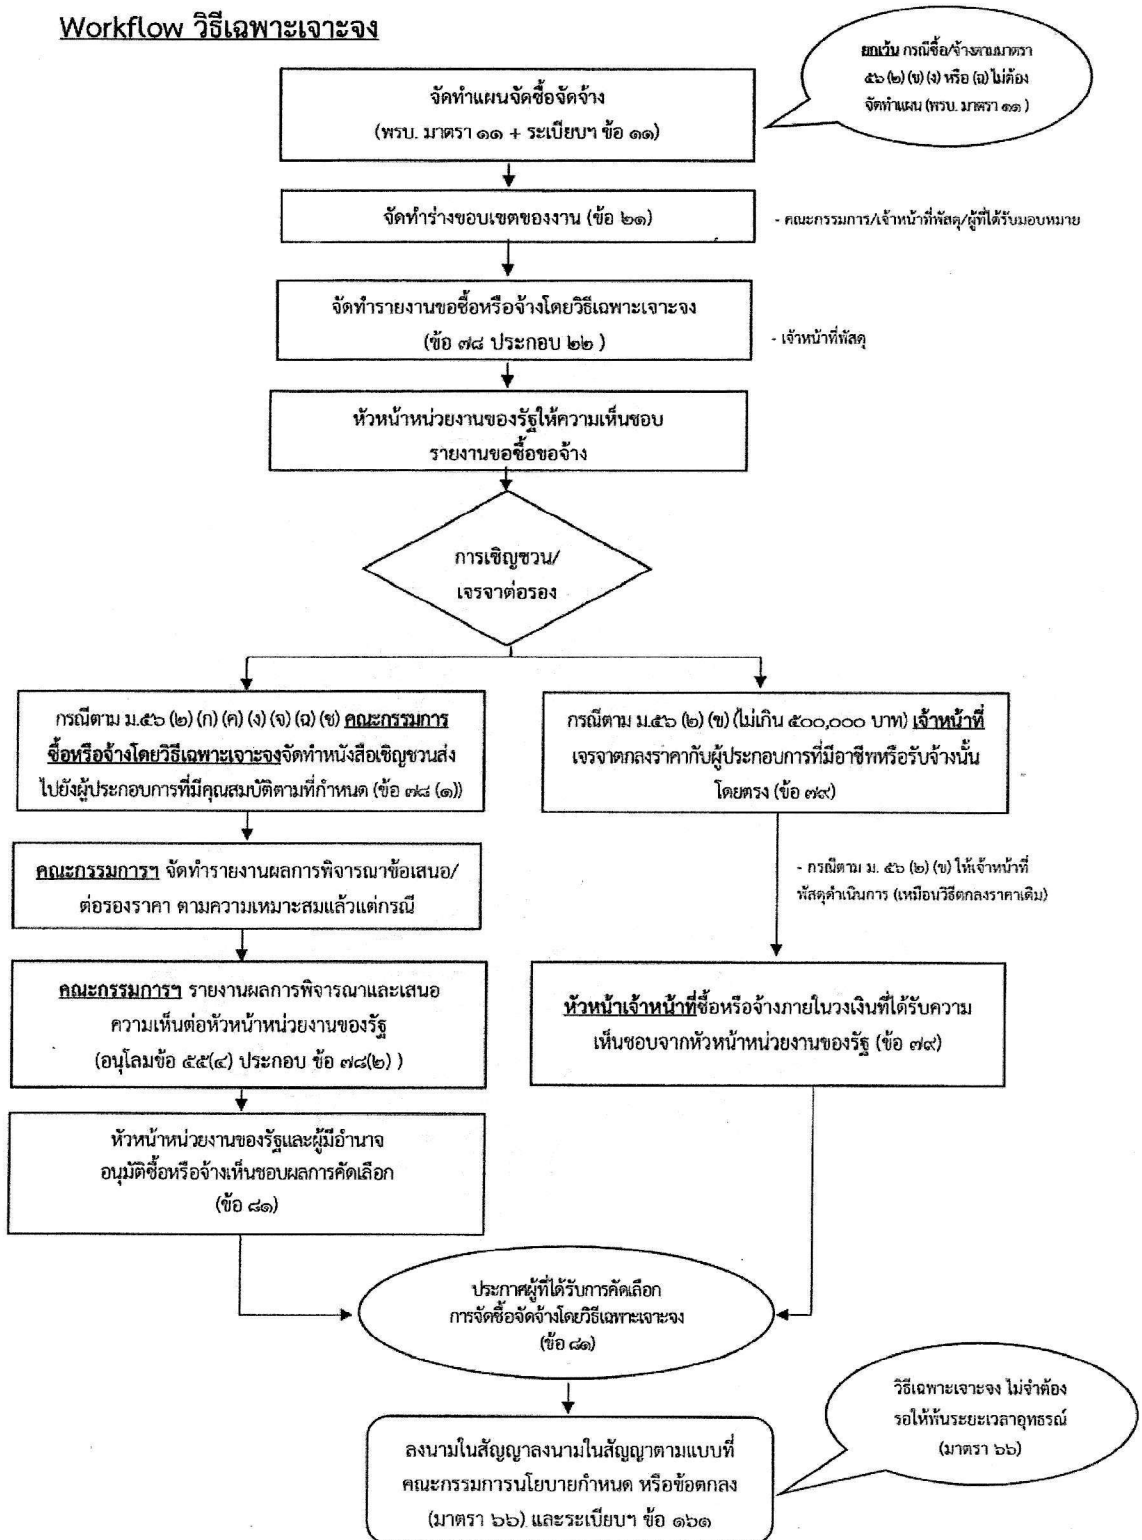 Workflow วิธีเฉพาะเจาะจง
ยกเว้น กรณีซื้อ/จ้างตามมาตรา
๕๖ (๒) (ข) (ง) หรือ (ฉ) ไม่ต้อง
จัดทำแผน (พรบ. มาตรา ๑๑ )
จัดทำแผนจัดซื้อจัดจ้าง
(พรบ. มาตรา ๑๑ + ระเบียบฯ ข้อ ๑๑)
จัดทำร่างขอบเขตของงาน (ข้อ ๒๑)
- คณะกรรมการ/เจ้าหน้าที่พัสดุ/ผู้ที่ได้รับมอบหมาย
จัดทำรายงานขอซื้อหรือจ้างโดยวิธีเฉพาะเจาะจง
(ข้อ ๗๘ ประกอบ ๒๒ )
- เจ้าหน้าที่พัสดุ
หัวหน้าหน่วยงานของรัฐให้ความเห็นชอบ
รายงานขอซื้อขอจ้าง
การเชิญชวน/
เจรจาต่อรอง
กรณีตาม ม.๕๖ (๒) (ก) (ค) (ง) (จ) (ฉ) (ช) คณะกรรมการ
ซื้อหรือจ้างโดยวิธีเฉพาะเจาะจงจัดทำหนังสือเชิญชวนส่ง
ไปยังผู้ประกอบการที่มีคุณสมบัติตามที่กำหนด (ข้อ ๗๘ (๑))
กรณีตาม ม.๕๖ (๒) (ข) (ไม่เกิน ๕๐๐,๐๐๐ บาท) เจ้าหน้าที่
เจรจาตกลงราคากับผู้ประกอบการที่มีอาชีพหรือรับจ้างนั้น
โดยตรง (ข้อ ๗๙)
คณะกรรมการฯ จัดทำรายงานผลการพิจารณาข้อเสนอ/
ต่อรองราคา ตามความเหมาะสมแล้วแต่กรณี
- กรณีตาม ม. ๕๖ (๒) (ข) ให้เจ้าหน้าที่
พัสดุดำเนินการ (เหมือนวิธีตกลงราคาเดิม)
คณะกรรมการฯ รายงานผลการพิจารณาและเสนอ
ความเห็นต่อหัวหน้าหน่วยงานของรัฐ
(อนุโลมข้อ ๕๕(๔) ประกอบ ข้อ ๗๘(๒) )
หัวหน้าเจ้าหน้าที่ซื้อหรือจ้างภายในวงเงินที่ได้รับความ
เห็นชอบจากหัวหน้าหน่วยงานของรัฐ (ข้อ ๗๙)
หัวหน้าหน่วยงานของรัฐและผู้มีอำนาจ
อนุมัติซื้อหรือจ้างเห็นชอบผลการคัดเลือก
(ข้อ ๘๑)
ประกาศผู้ที่ได้รับการคัดเลือก
การจัดซื้อจัดจ้างโดยวิธีเฉพาะเจาะจง
(ข้อ ๘๑)
วิธีเฉพาะเจาะจง ไม่จำต้อง
รอให้พ้นระยะเวลาอุทธรณ์
(มาตรา ๖๖)
ลงนามในสัญญาลงนามในสัญญาตามแบบที่
คณะกรรมการนโยบายกำหนด หรือข้อตกลง
(มาตรา ๖๖) และระเบียบฯ ข้อ ๑๖๑